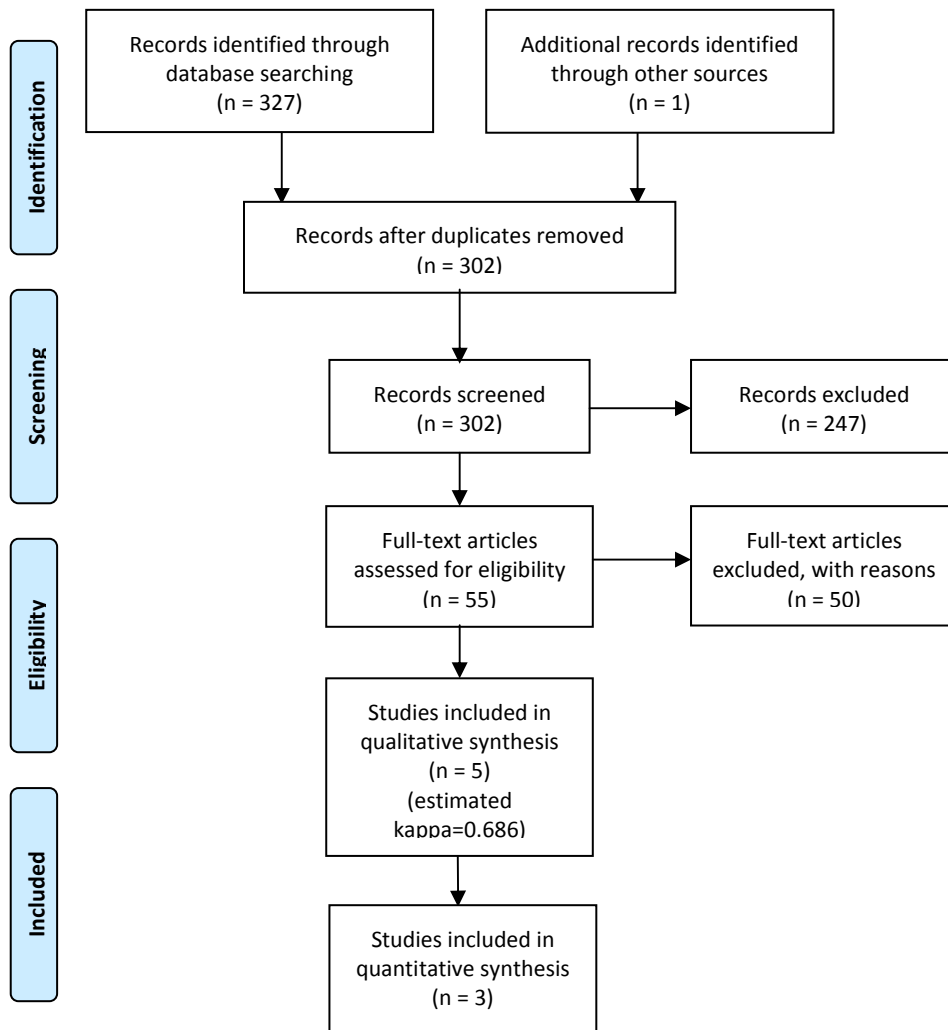 Identification
Records identified through
database searching
(n = 327)
Additional records identified
through other sources
(n = 1)
Records after duplicates removed
(n = 302)
Screening
Records screened
(n = 302)
Records excluded
(n = 247)
Eligibility
Full-text articles
assessed for eligibility
(n = 55)
Full-text articles
excluded, with reasons
(n = 50)
Studies included in
qualitative synthesis
(n = 5)
(estimated
kappa=0.686)
Included
Studies included in
quantitative synthesis
(n = 3)